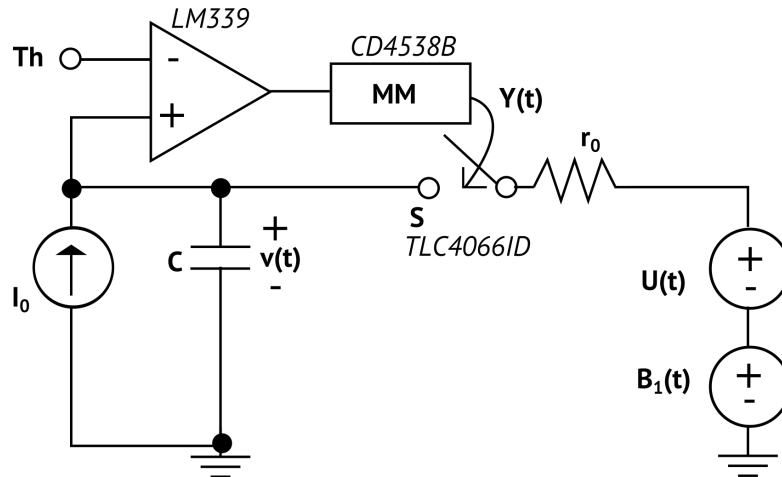 LM339
Th
-
+
CD4538B
MM
Y(t)
r₀
S
TLC4066ID
I₀
C
+
v(t)
-
U(t)
+
-
B₁(t)
+
-